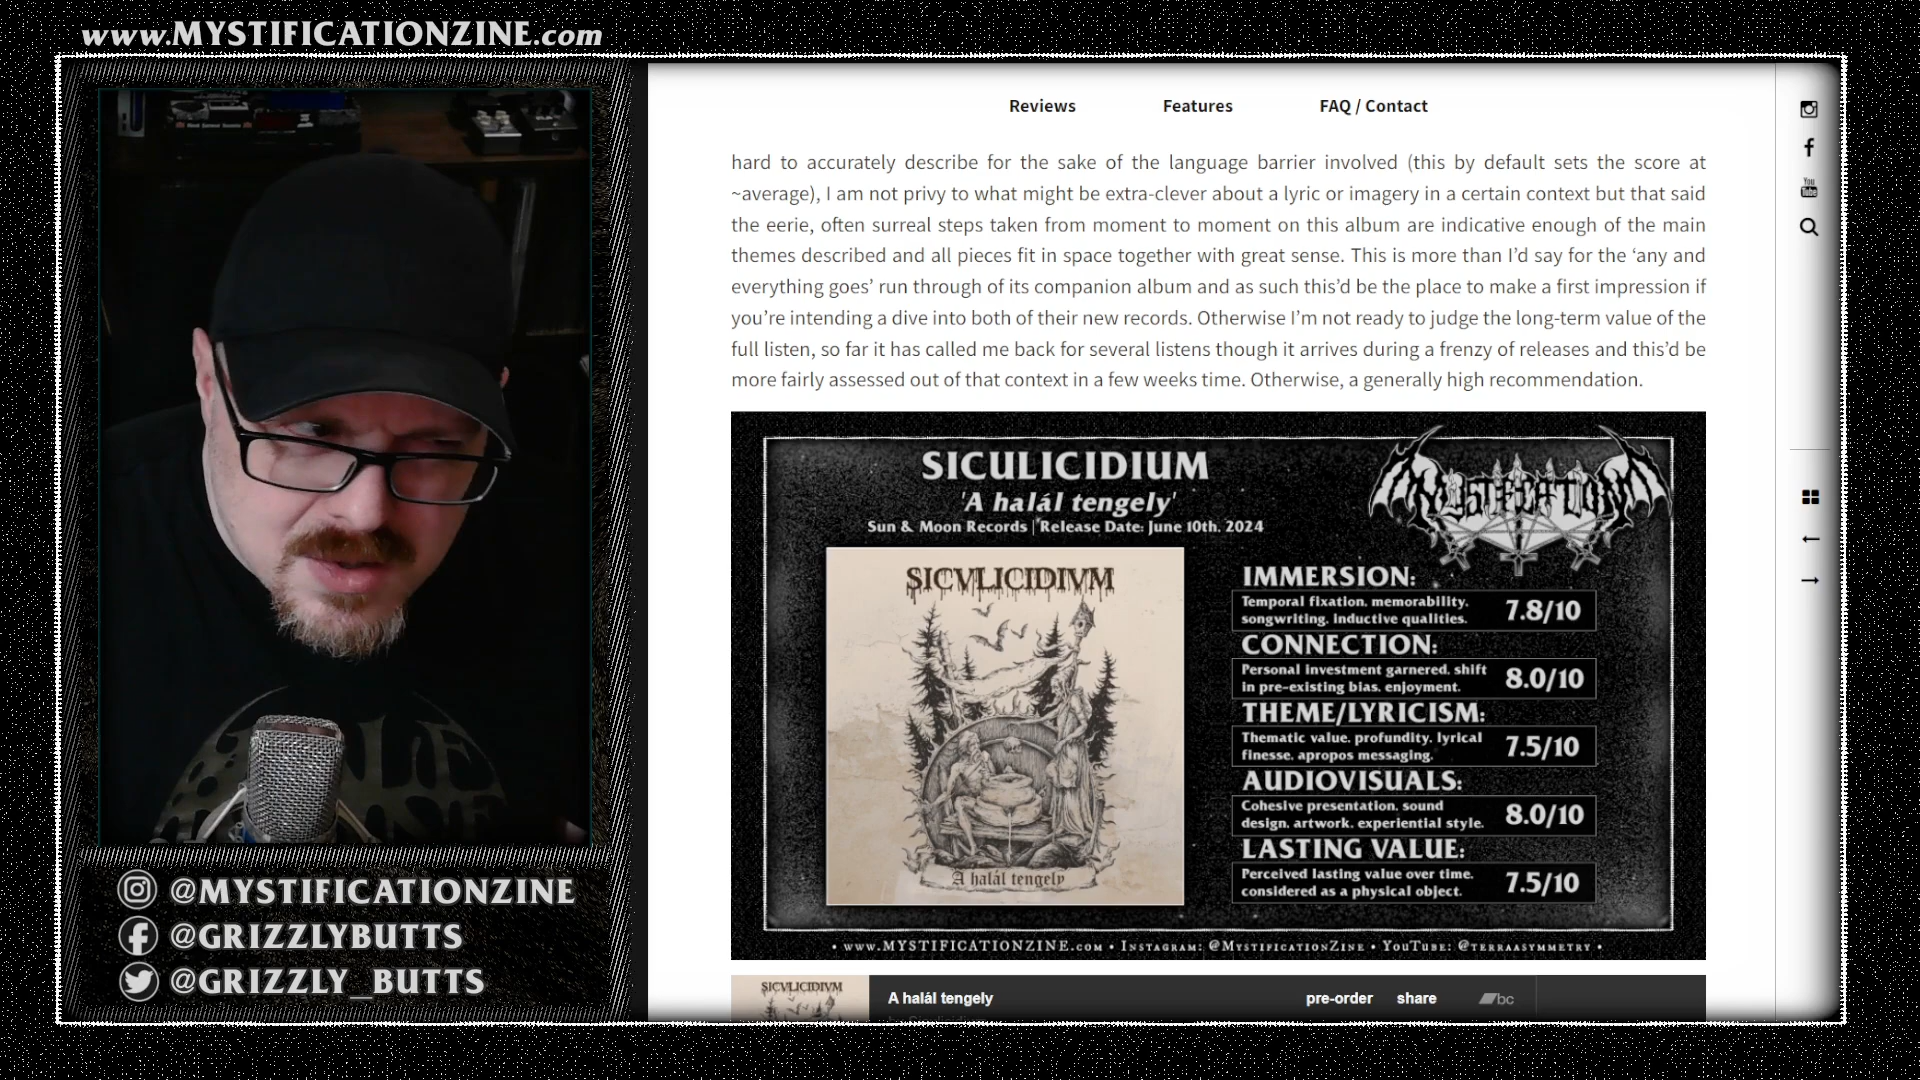 www.MYSTIFICATIONZINE.com
Reviews
Features
FAQ / Contact
hard to accurately describe for the sake of the language barrier involved (this by default sets the score at
~average), I am not privy to what might be extra-clever about a lyric or imagery in a certain context but that said
the eerie, often surreal steps taken from moment to moment on this album are indicative enough of the main
themes described and all pieces fit in space together with great sense. This is more than I’d say for the ‘any and
everything goes’ run through of its companion album and as such this’d be the place to make a first impression if
you’re intending a dive into both of their new records. Otherwise I’m not ready to judge the long-term value of the
full listen, so far it has called me back for several listens though it arrives during a frenzy of releases and this’d be
more fairly assessed out of that context in a few weeks time. Otherwise, a generally high recommendation.
SICULICIDIUM
'A halál tengely'
Sun & Moon Records | Release Date: June 10th, 2024
SICVLICIDIVM
A halál tengely
IMMERSION:
Temporal fixation, memorability,
songwriting. Inductive qualities.
7.8/10
CONNECTION:
Personal investment garnered, shift
in pre-existing bias, enjoyment.
8.0/10
THEME/LYRICISM:
Thematic value, profundity, lyrical
finesse, apropos messaging.
7.5/10
AUDIOVISUALS:
Cohesive presentation, sound
design, artwork, experiential style.
8.0/10
LASTING VALUE:
Perceived lasting value over time,
considered as a physical object.
7.5/10
• www.MYSTIFICATIONZINE.com • Instagram: @MystificationZine • YouTube: @terraasymmetry •
SICVLICIDIVM
A halál tengely
pre-order
share
bc
You
Tube
@MYSTIFICATIONZINE
@GRIZZLYBUTTS
@GRIZZLY_BUTTS